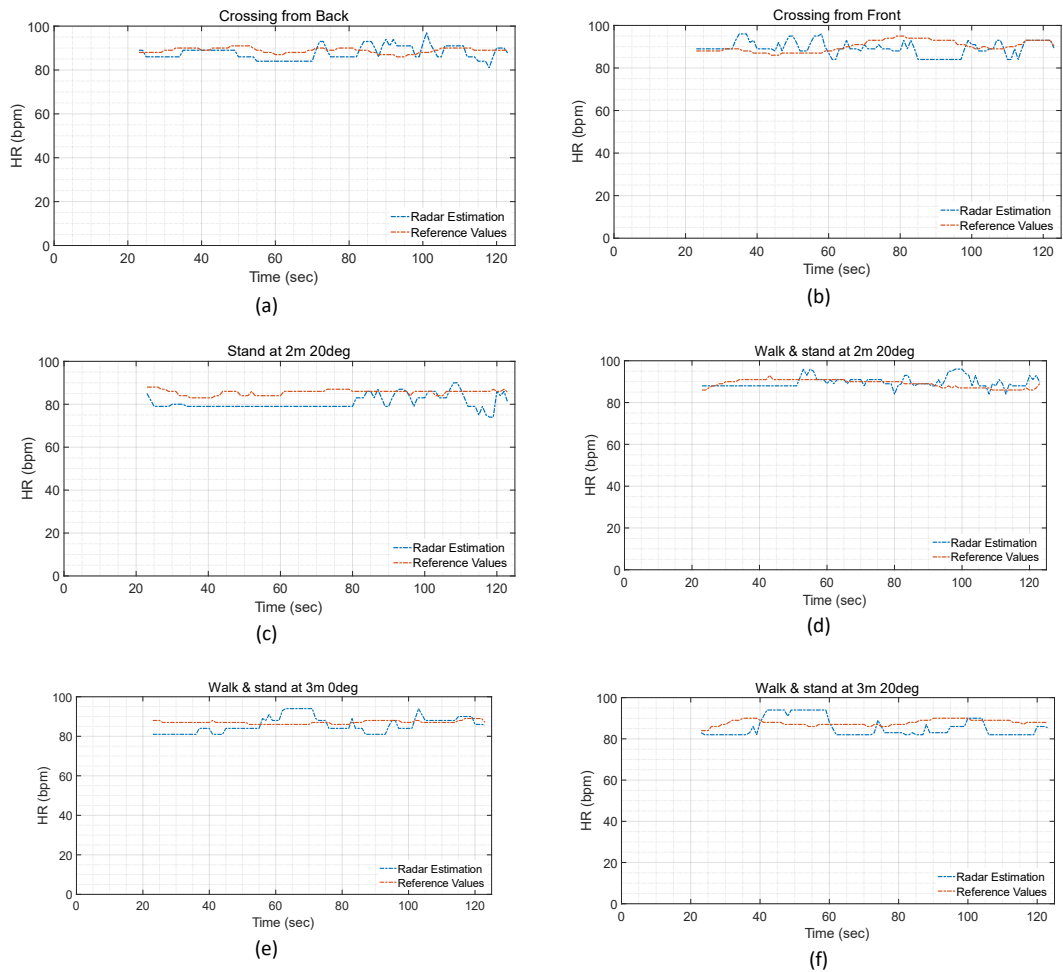 Crossing from Back
100
80
60
40
20
0
HR (bpm)
0 20 40 60 80 100 120
Time (sec)
Radar Estimation
Reference Values
(a)
Crossing from Front
100
80
60
40
20
0
HR (bpm)
0 20 40 60 80 100 120
Time (sec)
Radar Estimation
Reference Values
(b)
Stand at 2m 20deg
100
80
60
40
20
0
HR (bpm)
0 20 40 60 80 100 120
Time (sec)
Radar Estimation
Reference Values
(c)
Walk & stand at 2m 20deg
100
80
60
40
20
0
HR (bpm)
0 20 40 60 80 100 120
Time (sec)
Radar Estimation
Reference Values
(d)
Walk & stand at 3m 0deg
100
80
60
40
20
0
HR (bpm)
0 20 40 60 80 100 120
Time (sec)
Radar Estimation
Reference Values
(e)
Walk & stand at 3m 20deg
100
80
60
40
20
0
HR (bpm)
0 20 40 60 80 100 120
Time (sec)
Radar Estimation
Reference Values
(f)